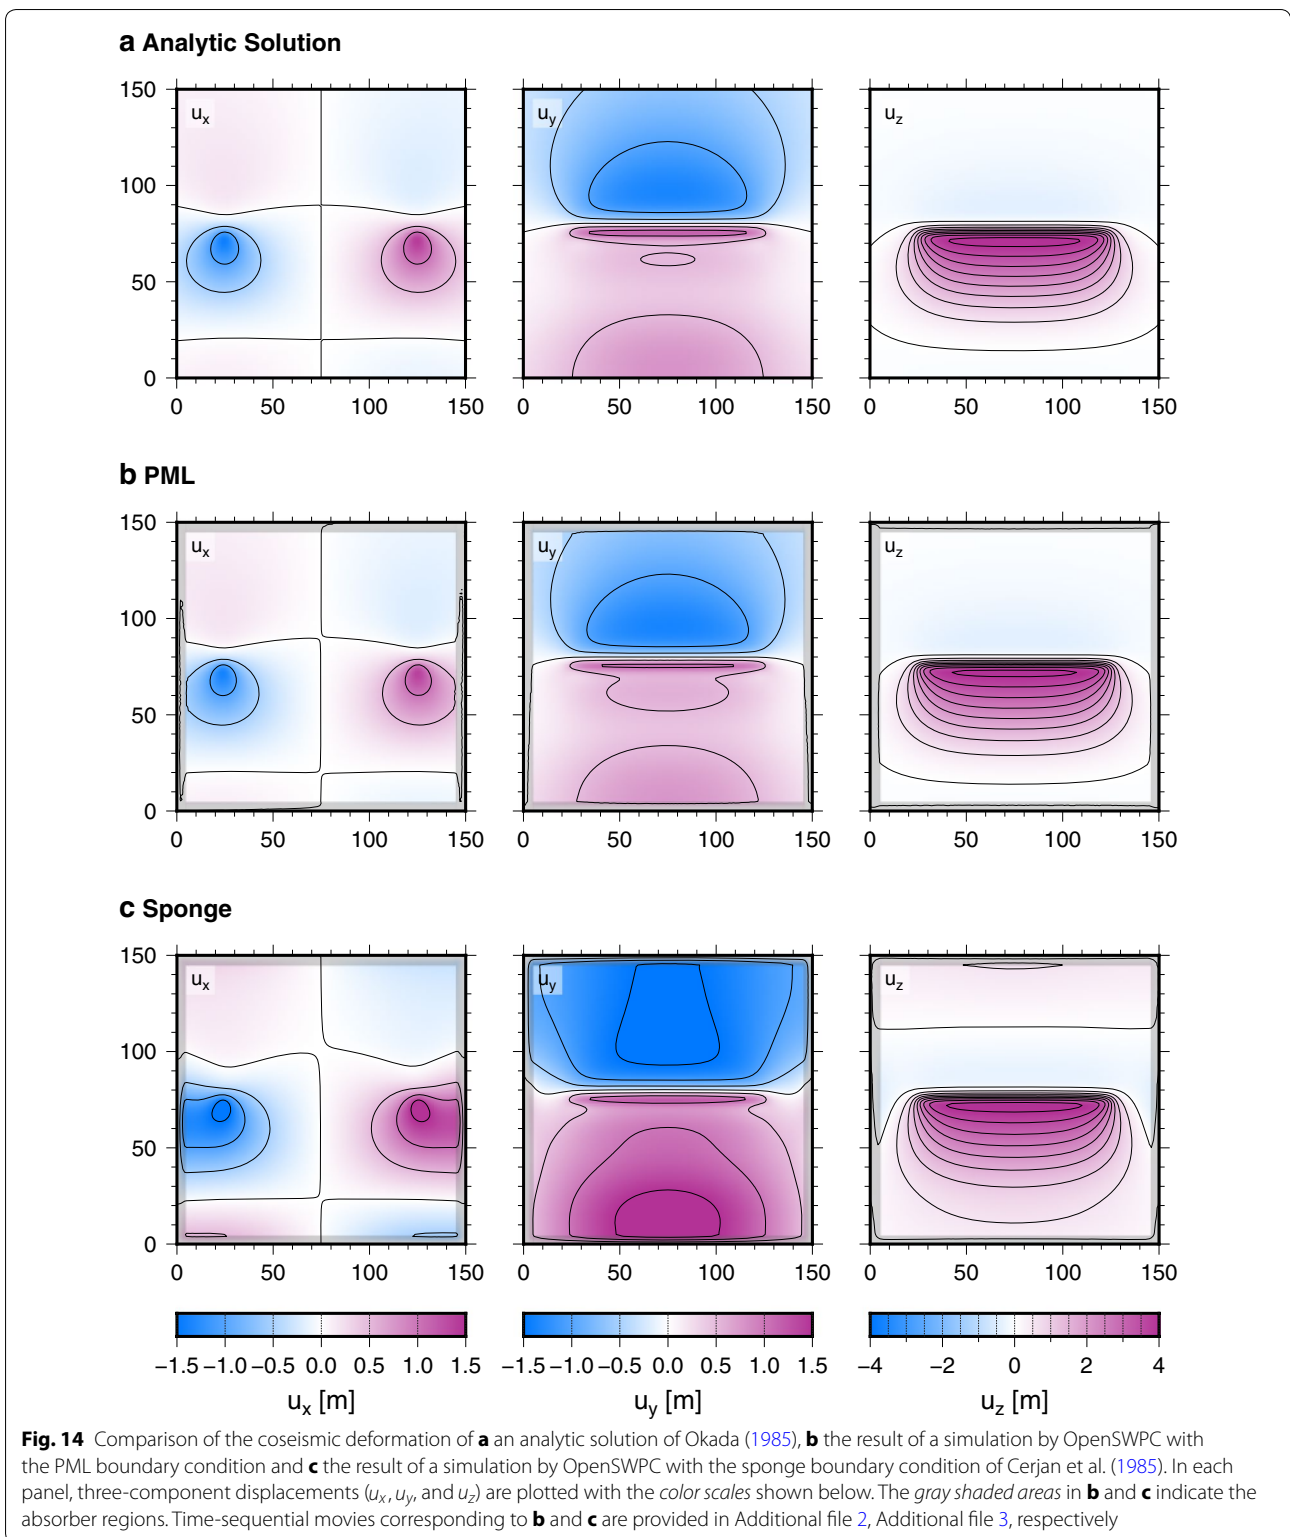 a Analytic Solution
150
100
50
0
u_x
u_y
u_z
0 50 100 150
0 50 100 150
0 50 100 150
b PML
150
100
50
0
u_x
u_y
u_z
0 50 100 150
0 50 100 150
0 50 100 150
c Sponge
150
100
50
0
u_x
u_y
u_z
0 50 100 150
0 50 100 150
0 50 100 150
−1.5 −1.0 −0.5 0.0 0.5 1.0 1.5
−1.5 −1.0 −0.5 0.0 0.5 1.0 1.5
−4 −2 0 2 4
u_x [m]
u_y [m]
u_z [m]
Fig. 14 Comparison of the coseismic deformation of a an analytic solution of Okada (1985), b the result of a simulation by OpenSWPC with
the PML boundary condition and c the result of a simulation by OpenSWPC with the sponge boundary condition of Cerjan et al. (1985). In each
panel, three-component displacements (u_x, u_y, and u_z) are plotted with the color scales shown below. The gray shaded areas in b and c indicate the
absorber regions. Time-sequential movies corresponding to b and c are provided in Additional file 2, Additional file 3, respectively